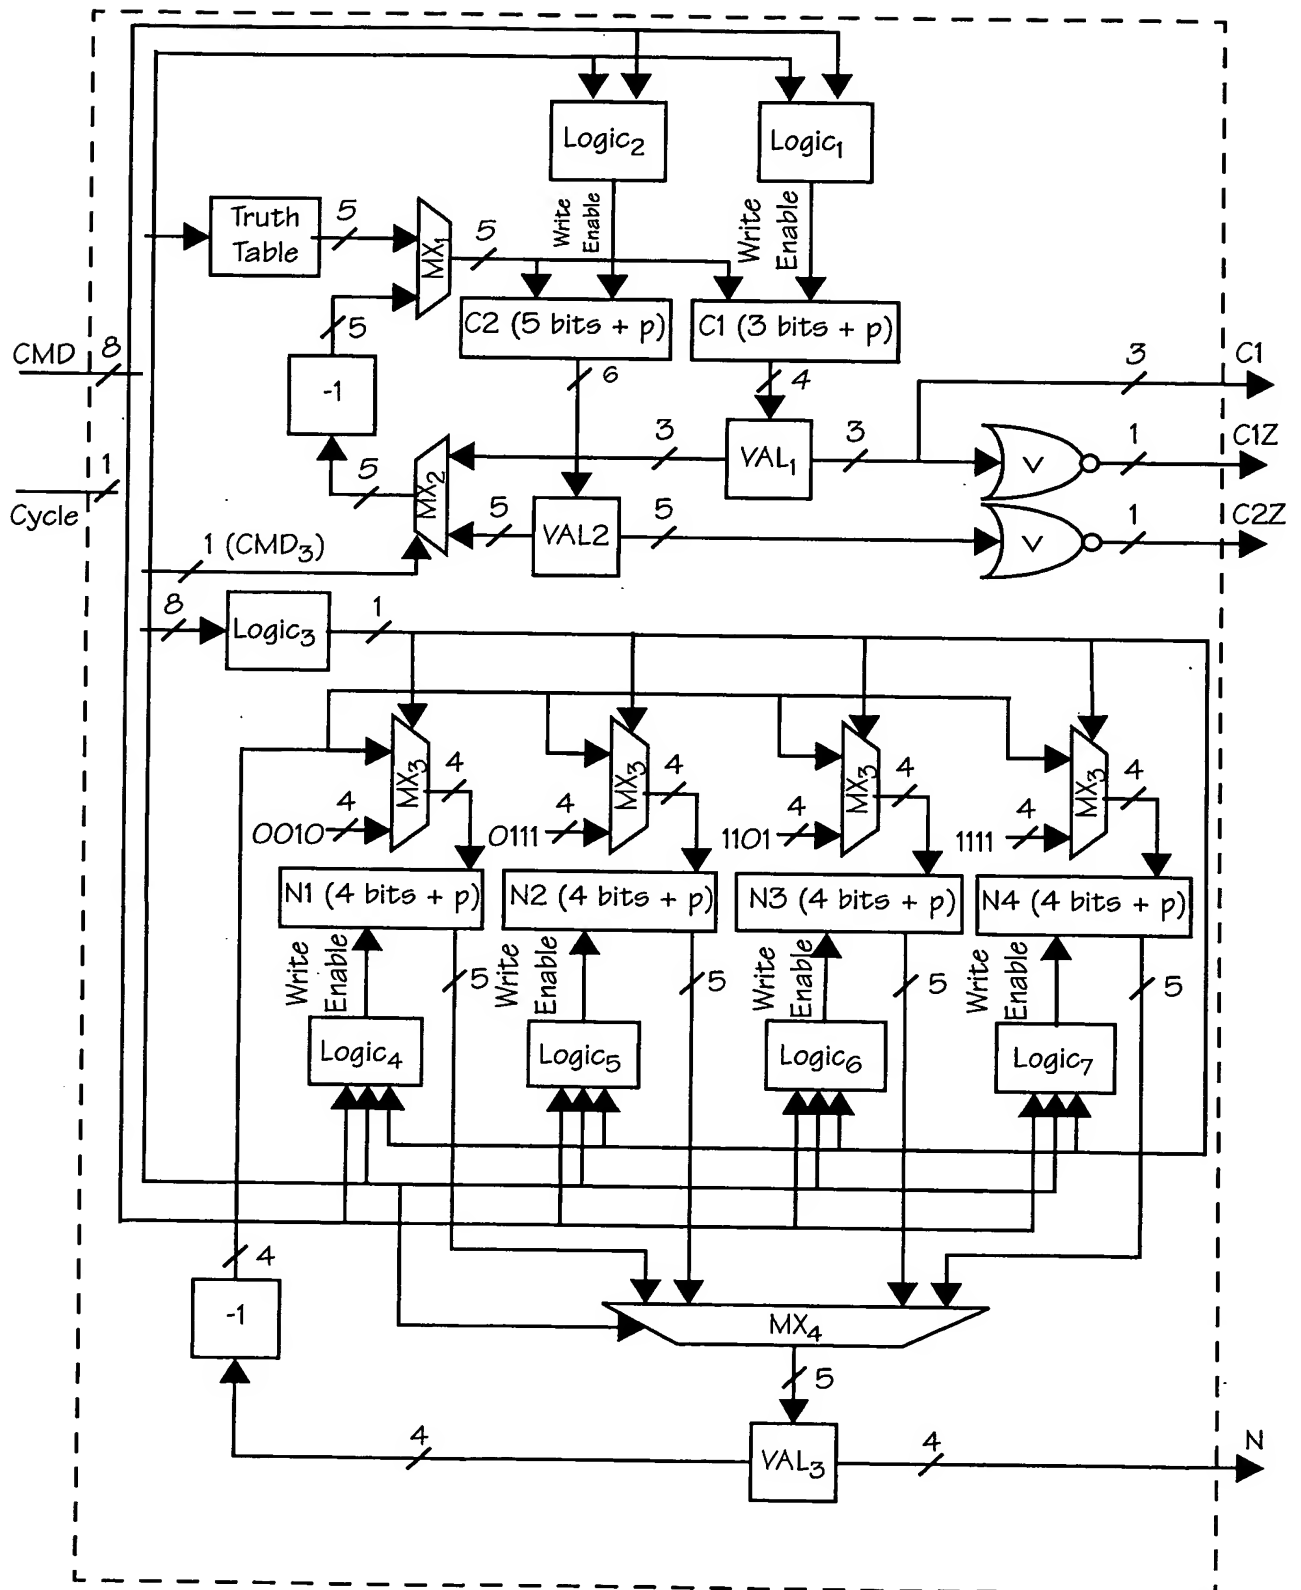 Logic2
Logic1
Truth
Table
5
MX1
5
Write
Enable
Write
Enable
5
C2 (5 bits + p)
C1 (3 bits + p)
CMD
8
-1
6
4
3
C1
3
VAL1
3
V
1
C1Z
1
Cycle
5
MX2
5
VAL2
5
V
1
C2Z
1 (CMD3)
8
Logic3
1
MX3
4
MX3
4
MX3
4
MX3
4
0010
4
0111
4
1101
4
1111
4
N1 (4 bits + p)
N2 (4 bits + p)
N3 (4 bits + p)
N4 (4 bits + p)
Write
Enable
5
Write
Enable
5
Write
Enable
5
Write
Enable
5
Logic4
Logic5
Logic6
Logic7
4
-1
MX4
5
4
VAL3
4
N